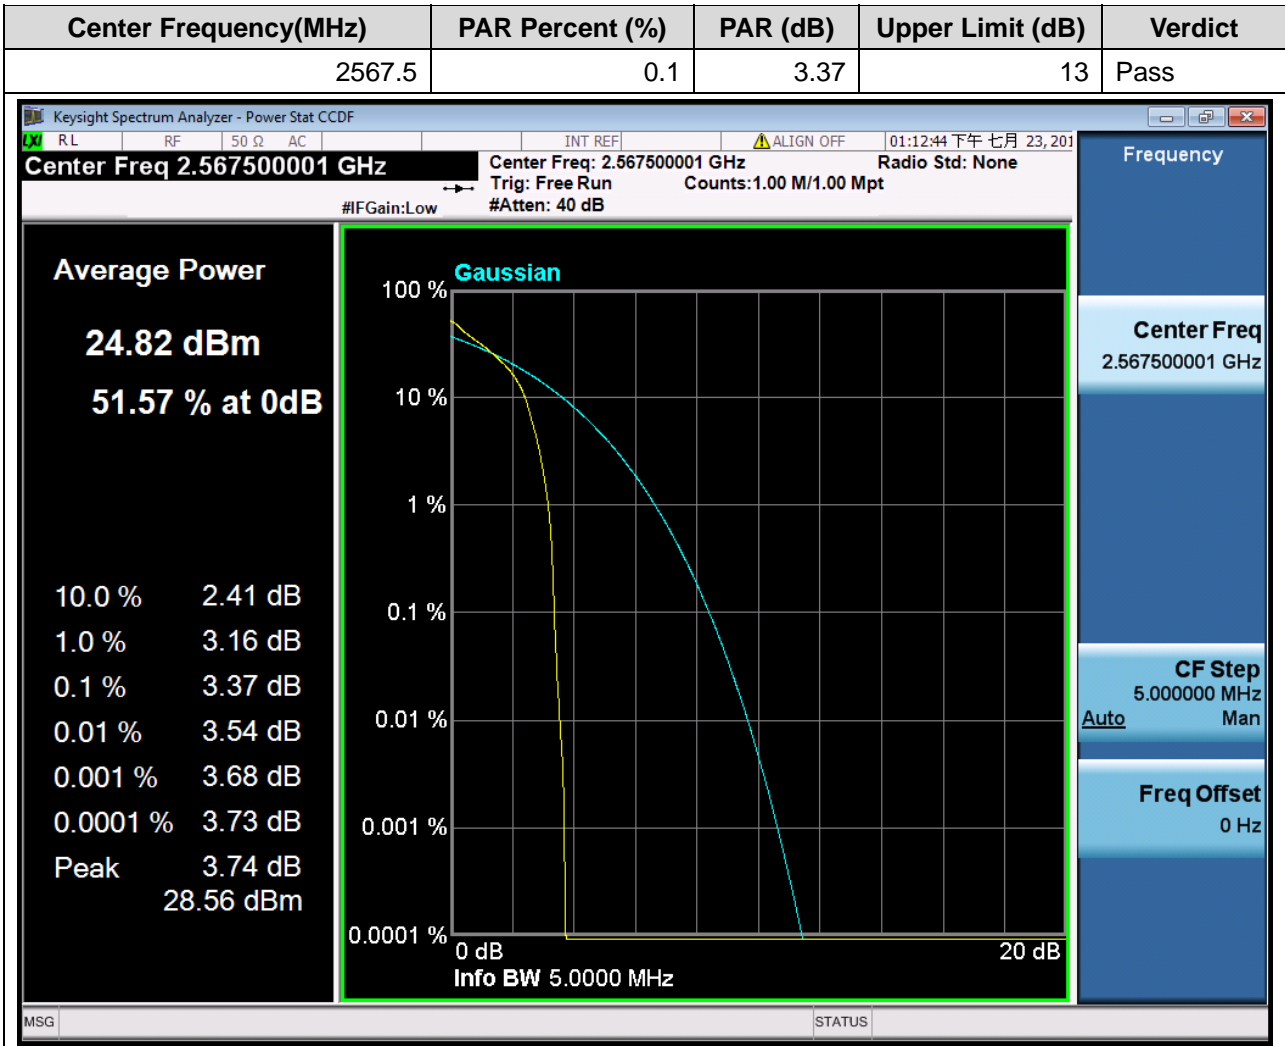 Center Frequency(MHz) PAR Percent (%) PAR (dB) Upper Limit (dB) Verdict
2567.5 0.1 3.37 13 Pass
Keysight Spectrum Analyzer - Power Stat CCDF
LXI RL RF 50 Ω AC INT REF ALIGN OFF 01:12:44 下午 七月 23, 201
Center Freq 2.567500001 GHz
Center Freq: 2.567500001 GHz Radio Std: None
Trig: Free Run Counts:1.00 M/1.00 Mpt
#IFGain:Low #Atten: 40 dB
Frequency
Average Power
24.82 dBm
51.57 % at 0dB
10.0 % 2.41 dB
1.0 % 3.16 dB
0.1 % 3.37 dB
0.01 % 3.54 dB
0.001 % 3.68 dB
0.0001 % 3.73 dB
Peak 3.74 dB
28.56 dBm
Gaussian
100 %
10 %
1 %
0.1 %
0.01 %
0.001 %
0.0001 %
0 dB 20 dB
Info BW 5.0000 MHz
Center Freq
2.567500001 GHz
CF Step
5.000000 MHz
Auto Man
Freq Offset
0 Hz
MSG STATUS